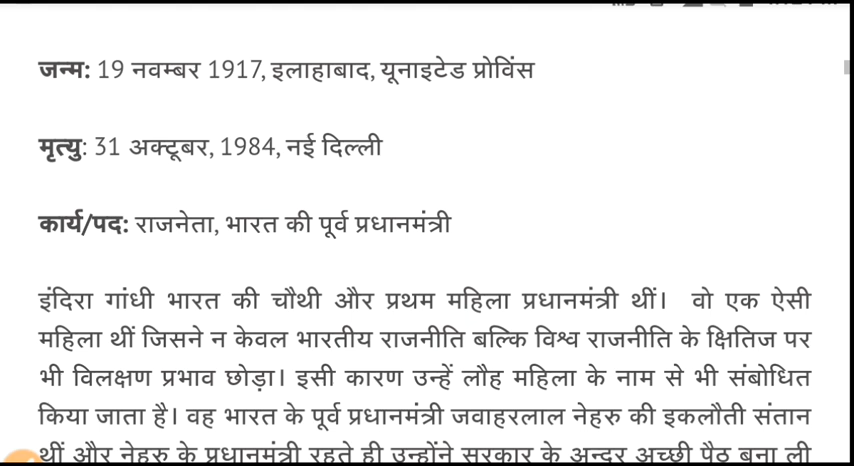 जन्म: 19 नवम्बर 1917, इलाहाबाद, यूनाइटेड प्रोविंस
मृत्यु: 31 अक्टूबर, 1984, नई दिल्ली
कार्य/पद: राजनेता, भारत की पूर्व प्रधानमंत्री
इंदिरा गांधी भारत की चौथी और प्रथम महिला प्रधानमंत्री थीं। वो एक ऐसी
महिला थीं जिसने न केवल भारतीय राजनीति बल्कि विश्व राजनीति के क्षितिज पर
भी विलक्षण प्रभाव छोड़ा। इसी कारण उन्हें लौह महिला के नाम से भी संबोधित
किया जाता है। वह भारत के पूर्व प्रधानमंत्री जवाहरलाल नेहरु की इकलौती संतान
थीं और नेहरु के प्रधानमंत्री रहते ही उन्होंने सरकार के अन्दर अच्छी पैठ बना ली